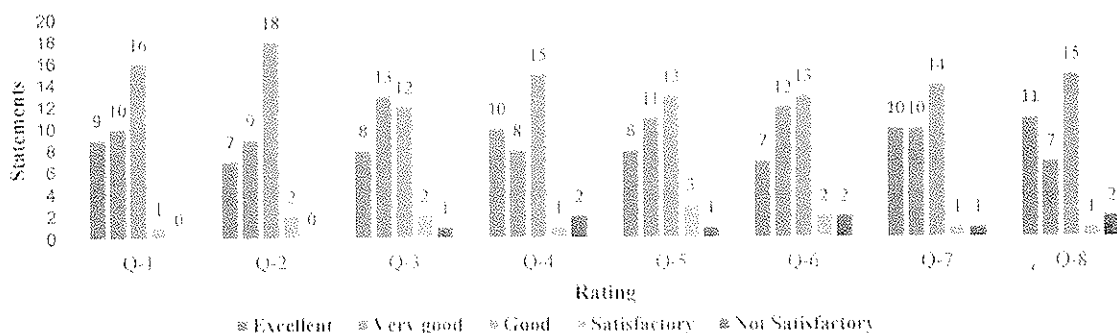 20
18
16
14
12
10
8
6
4
2
0
Statements
9 10 16 1 0
7 9 18 2 0
8 13 12 2 1
10 8 15 1 2
8 11 13 3 1
7 12 13 2 2
10 10 14 1 1
11 7 15 1 2
Q-1 Q-2 Q-3 Q-4 Q-5 Q-6 Q-7 Q-8
Rating
Excellent Very good Good Satisfactory Not Satisfactory